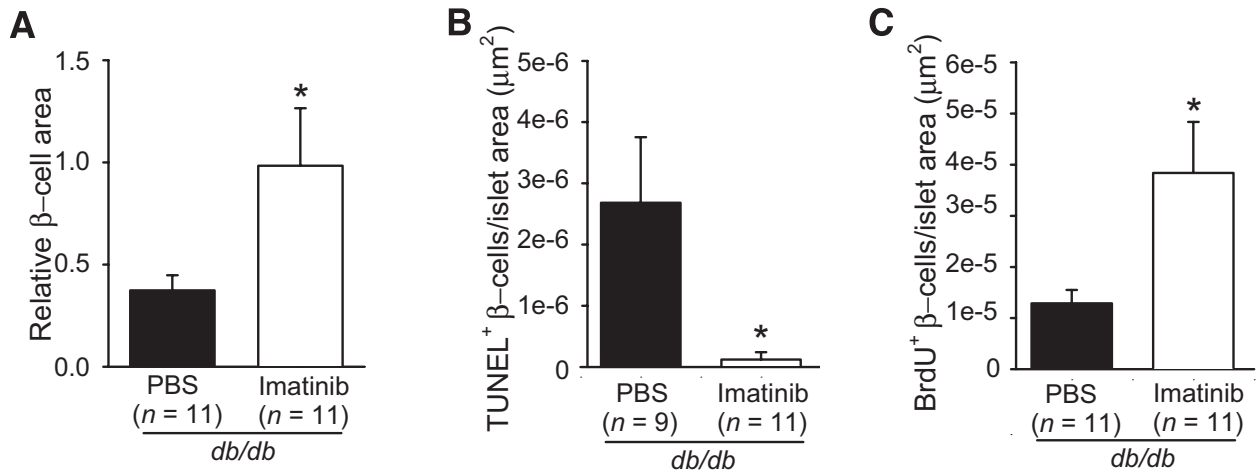 A
Relative β–cell area
1.5
1.0
0.5
0.0
*
PBS
(n = 11)
Imatinib
(n = 11)
db/db
B
TUNEL+ β–cells/islet area (μm2)
5e-6
4e-6
3e-6
2e-6
1e-6
0
*
PBS
(n = 9)
Imatinib
(n = 11)
db/db
C
BrdU+ β–cells/islet area (μm2)
6e-5
5e-5
4e-5
3e-5
2e-5
1e-5
0
*
PBS
(n = 11)
Imatinib
(n = 11)
db/db